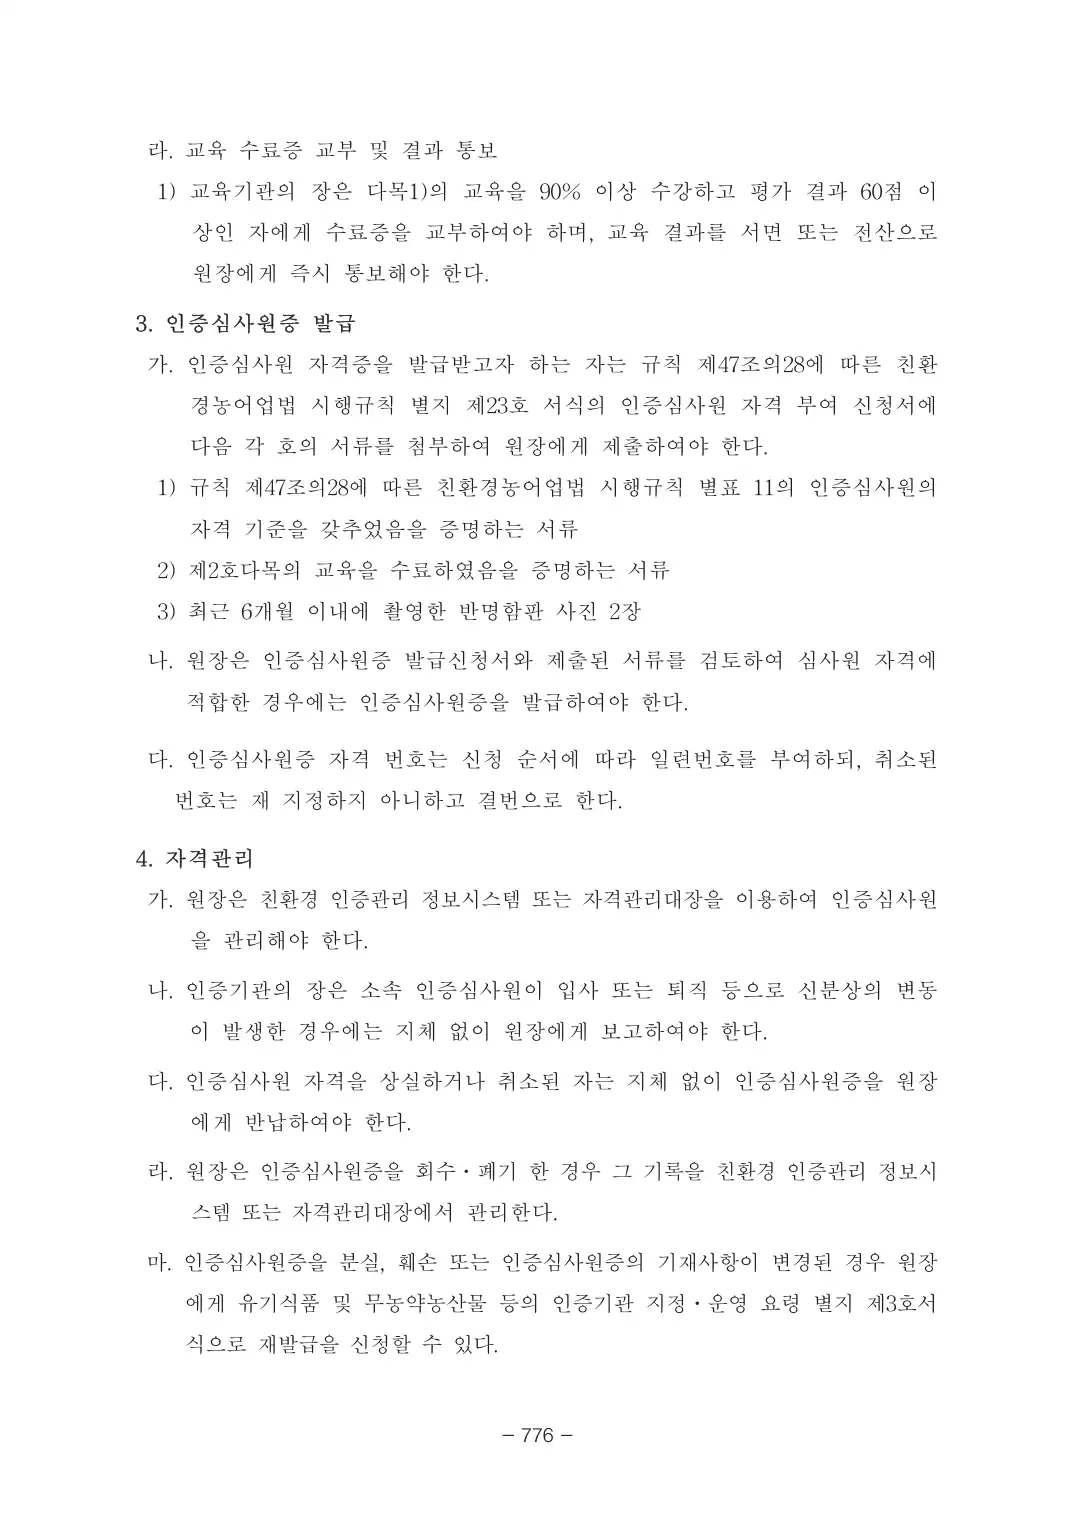 라. 교육 수료증 교부 및 결과 통보
1) 교육기관의 장은 다목1)의 교육을 90% 이상 수강하고 평가 결과 60점 이
상인 자에게 수료증을 교부하여야 하며, 교육 결과를 서면 또는 전산으로
원장에게 즉시 통보해야 한다.
3. 인증심사원증 발급
가. 인증심사원 자격증을 발급받고자 하는 자는 규칙 제47조의28에 따른 친환
경농어업법 시행규칙 별지 제23호 서식의 인증심사원 자격 부여 신청서에
다음 각 호의 서류를 첨부하여 원장에게 제출하여야 한다.
1) 규칙 제47조의28에 따른 친환경농어업법 시행규칙 별표 11의 인증심사원의
자격 기준을 갖추었음을 증명하는 서류
2) 제2호다목의 교육을 수료하였음을 증명하는 서류
3) 최근 6개월 이내에 촬영한 반명함판 사진 2장
나. 원장은 인증심사원증 발급신청서와 제출된 서류를 검토하여 심사원 자격에
적합한 경우에는 인증심사원증을 발급하여야 한다.
다. 인증심사원증 자격 번호는 신청 순서에 따라 일련번호를 부여하되, 취소된
번호는 재 지정하지 아니하고 결번으로 한다.
4. 자격관리
가. 원장은 친환경 인증관리 정보시스템 또는 자격관리대장을 이용하여 인증심사원
을 관리해야 한다.
나. 인증기관의 장은 소속 인증심사원이 입사 또는 퇴직 등으로 신분상의 변동
이 발생한 경우에는 지체 없이 원장에게 보고하여야 한다.
다. 인증심사원 자격을 상실하거나 취소된 자는 지체 없이 인증심사원증을 원장
에게 반납하여야 한다.
라. 원장은 인증심사원증을 회수・폐기 한 경우 그 기록을 친환경 인증관리 정보시
스템 또는 자격관리대장에서 관리한다.
마. 인증심사원증을 분실, 훼손 또는 인증심사원증의 기재사항이 변경된 경우 원장
에게 유기식품 및 무농약농산물 등의 인증기관 지정・운영 요령 별지 제3호서
식으로 재발급을 신청할 수 있다.
– 776 –